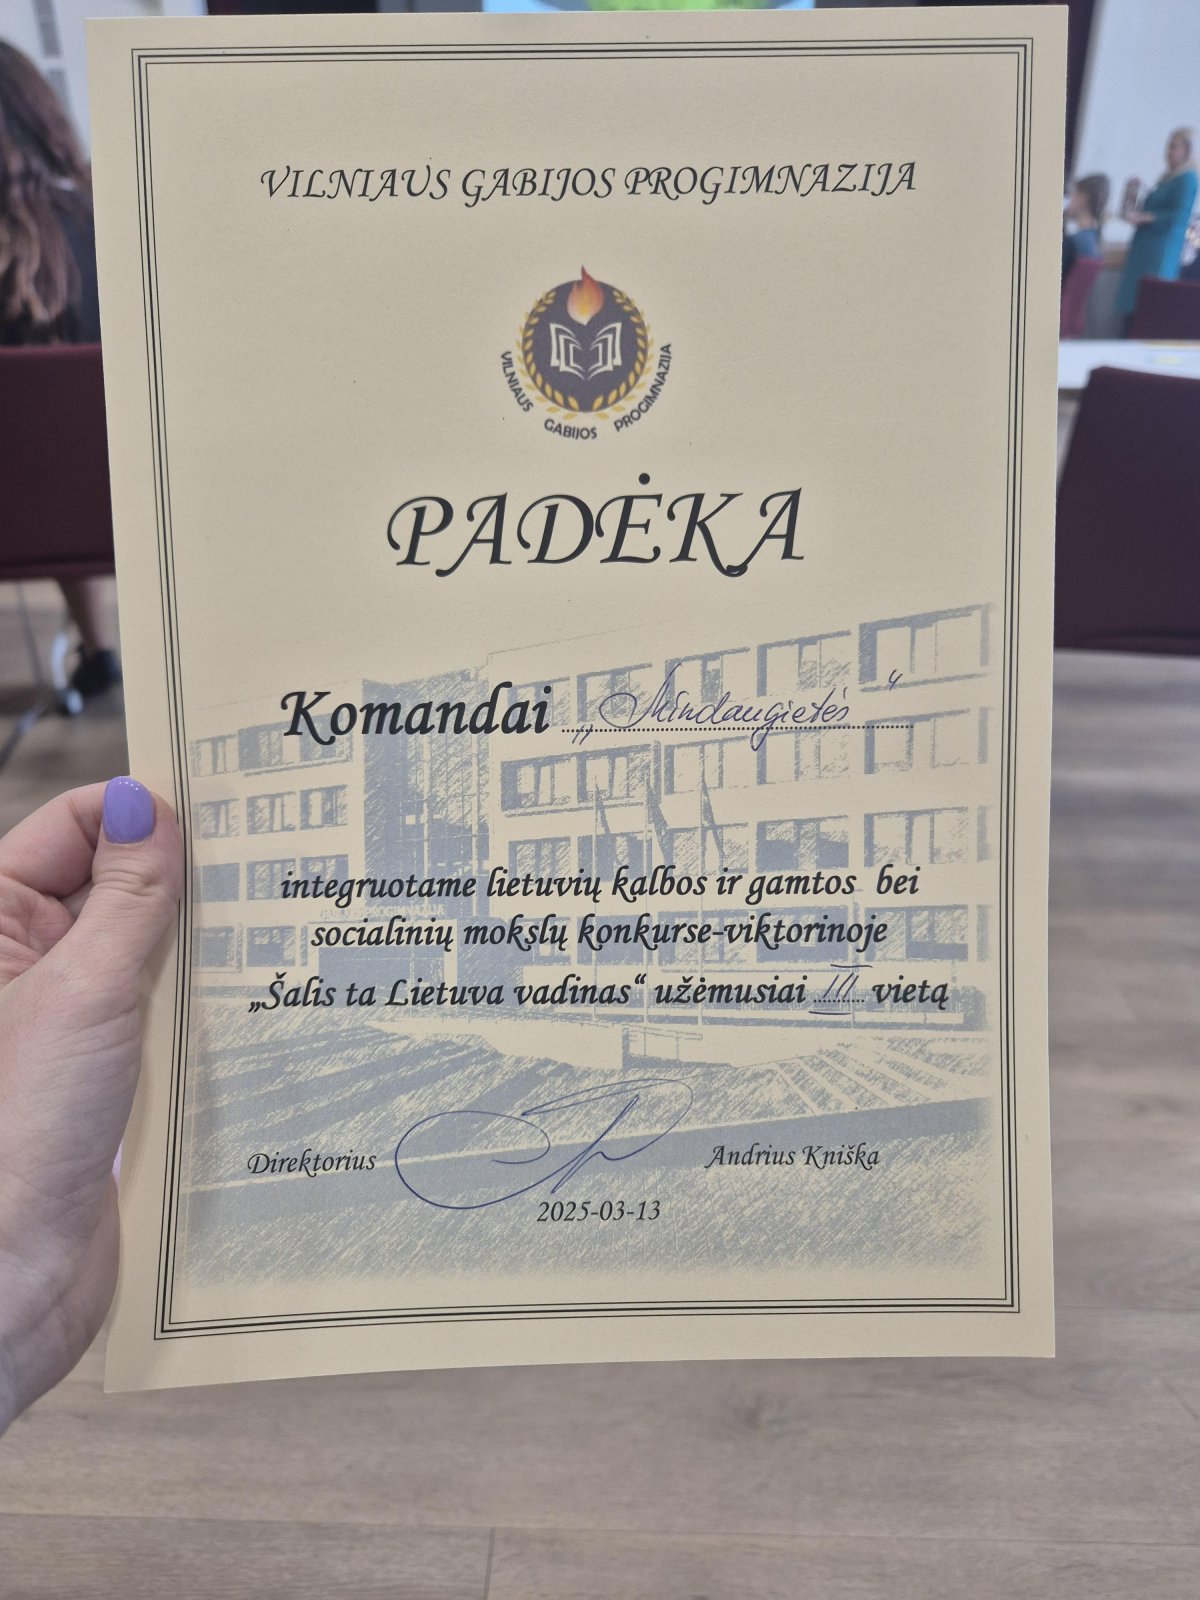 VILNIAUS GABIJOS PROGIMNAZIJA
VILNIAUS GABIJOS PROGIMNAZIJA
PADĖKA
Komandai „Mindaugietės“
integruotame lietuvių kalbos ir gamtos bei
socialinių mokslų konkurse-viktorinoje
„Šalis ta Lietuva vadinas“ užėmusiai III vietą
Direktorius Andrius Kniška
2025-03-13